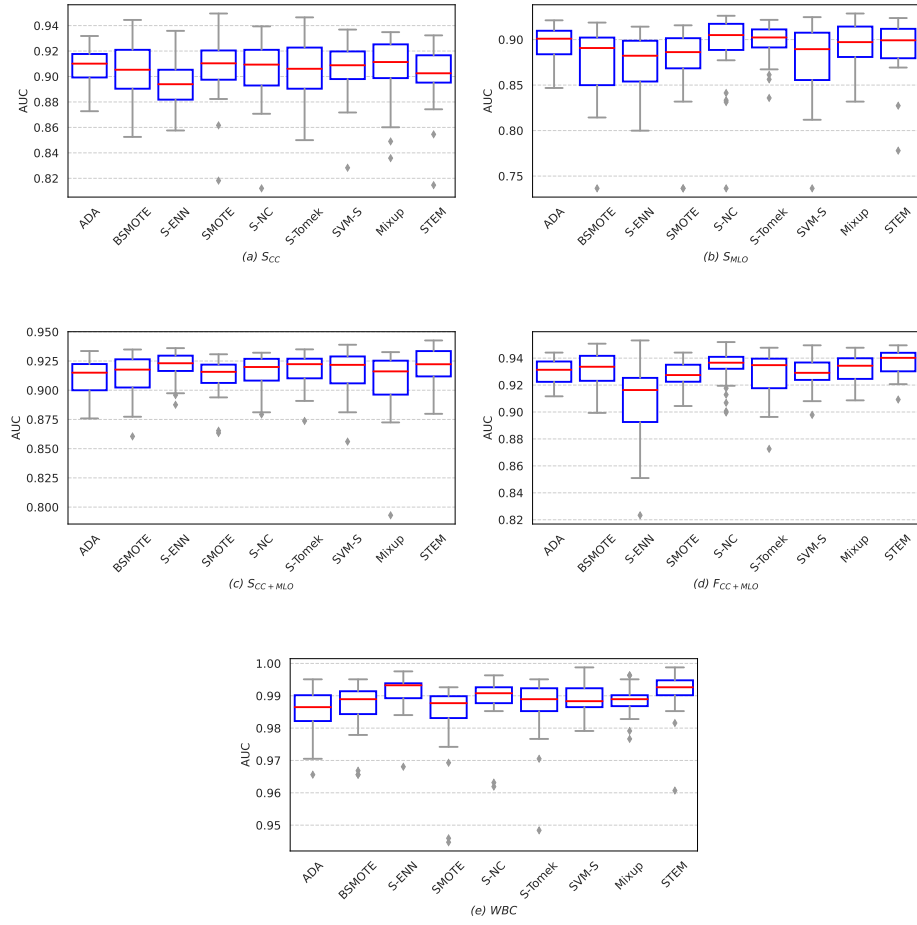 0.94
0.92
0.90
0.88
0.86
0.84
0.82
AUC
ADA
BSMOTE
S-ENN
SMOTE
S-NC
S-Tomek
SVM-S
Mixup
STEM
(a) S_CC
0.90
0.85
0.80
0.75
AUC
ADA
BSMOTE
S-ENN
SMOTE
S-NC
S-Tomek
SVM-S
Mixup
STEM
(b) S_MLO
0.950
0.925
0.900
0.875
0.850
0.825
0.800
AUC
ADA
BSMOTE
S-ENN
SMOTE
S-NC
S-Tomek
SVM-S
Mixup
STEM
(c) S_CC+MLO
0.94
0.92
0.90
0.88
0.86
0.84
0.82
AUC
ADA
BSMOTE
S-ENN
SMOTE
S-NC
S-Tomek
SVM-S
Mixup
STEM
(d) F_CC+MLO
1.00
0.99
0.98
0.97
0.96
0.95
AUC
ADA
BSMOTE
S-ENN
SMOTE
S-NC
S-Tomek
SVM-S
Mixup
STEM
(e) WBC